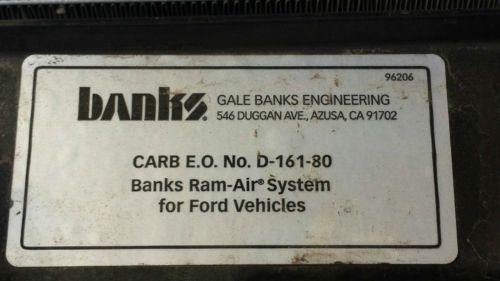 96206
banks.
GALE BANKS ENGINEERING
546 DUGGAN AVE., AZUSA, CA 91702
CARB E.O. No. D-161-80
Banks Ram-Air® System
for Ford Vehicles